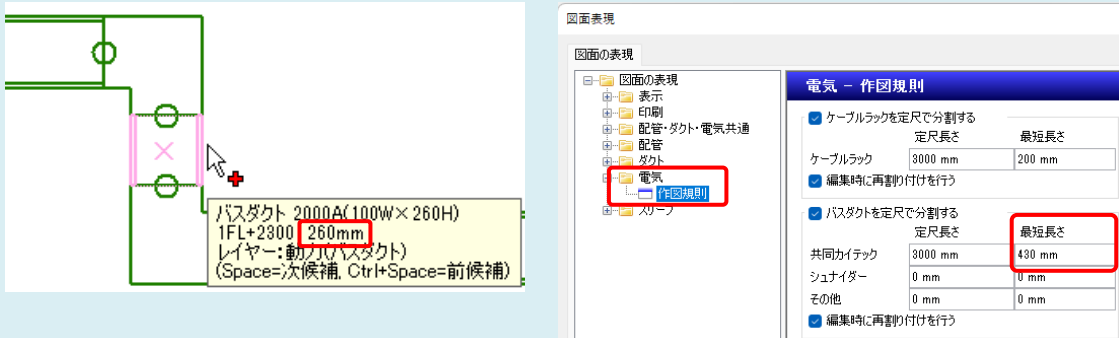 バスダクト 2000A(100W×260H)
1FL+2300 260mm
レイヤー:動力(バスダクト)
(Space=次候補, Ctrl+Space=前候補)
図面表現
図面の表現
図面の表現
表示
印刷
配管・ダクト・電気共通
配管
ダクト
電気
作図規則
スリーブ
電気 - 作図規則
ケーブルラックを定尺で分割する
定尺長さ 最短長さ
ケーブルラック 3000 mm 200 mm
編集時に再割り付けを行う
バスダクトを定尺で分割する
定尺長さ 最短長さ
共同カイテック 3000 mm 430 mm
シュナイダー 0 mm 0 mm
その他 0 mm 0 mm
編集時に再割り付けを行う